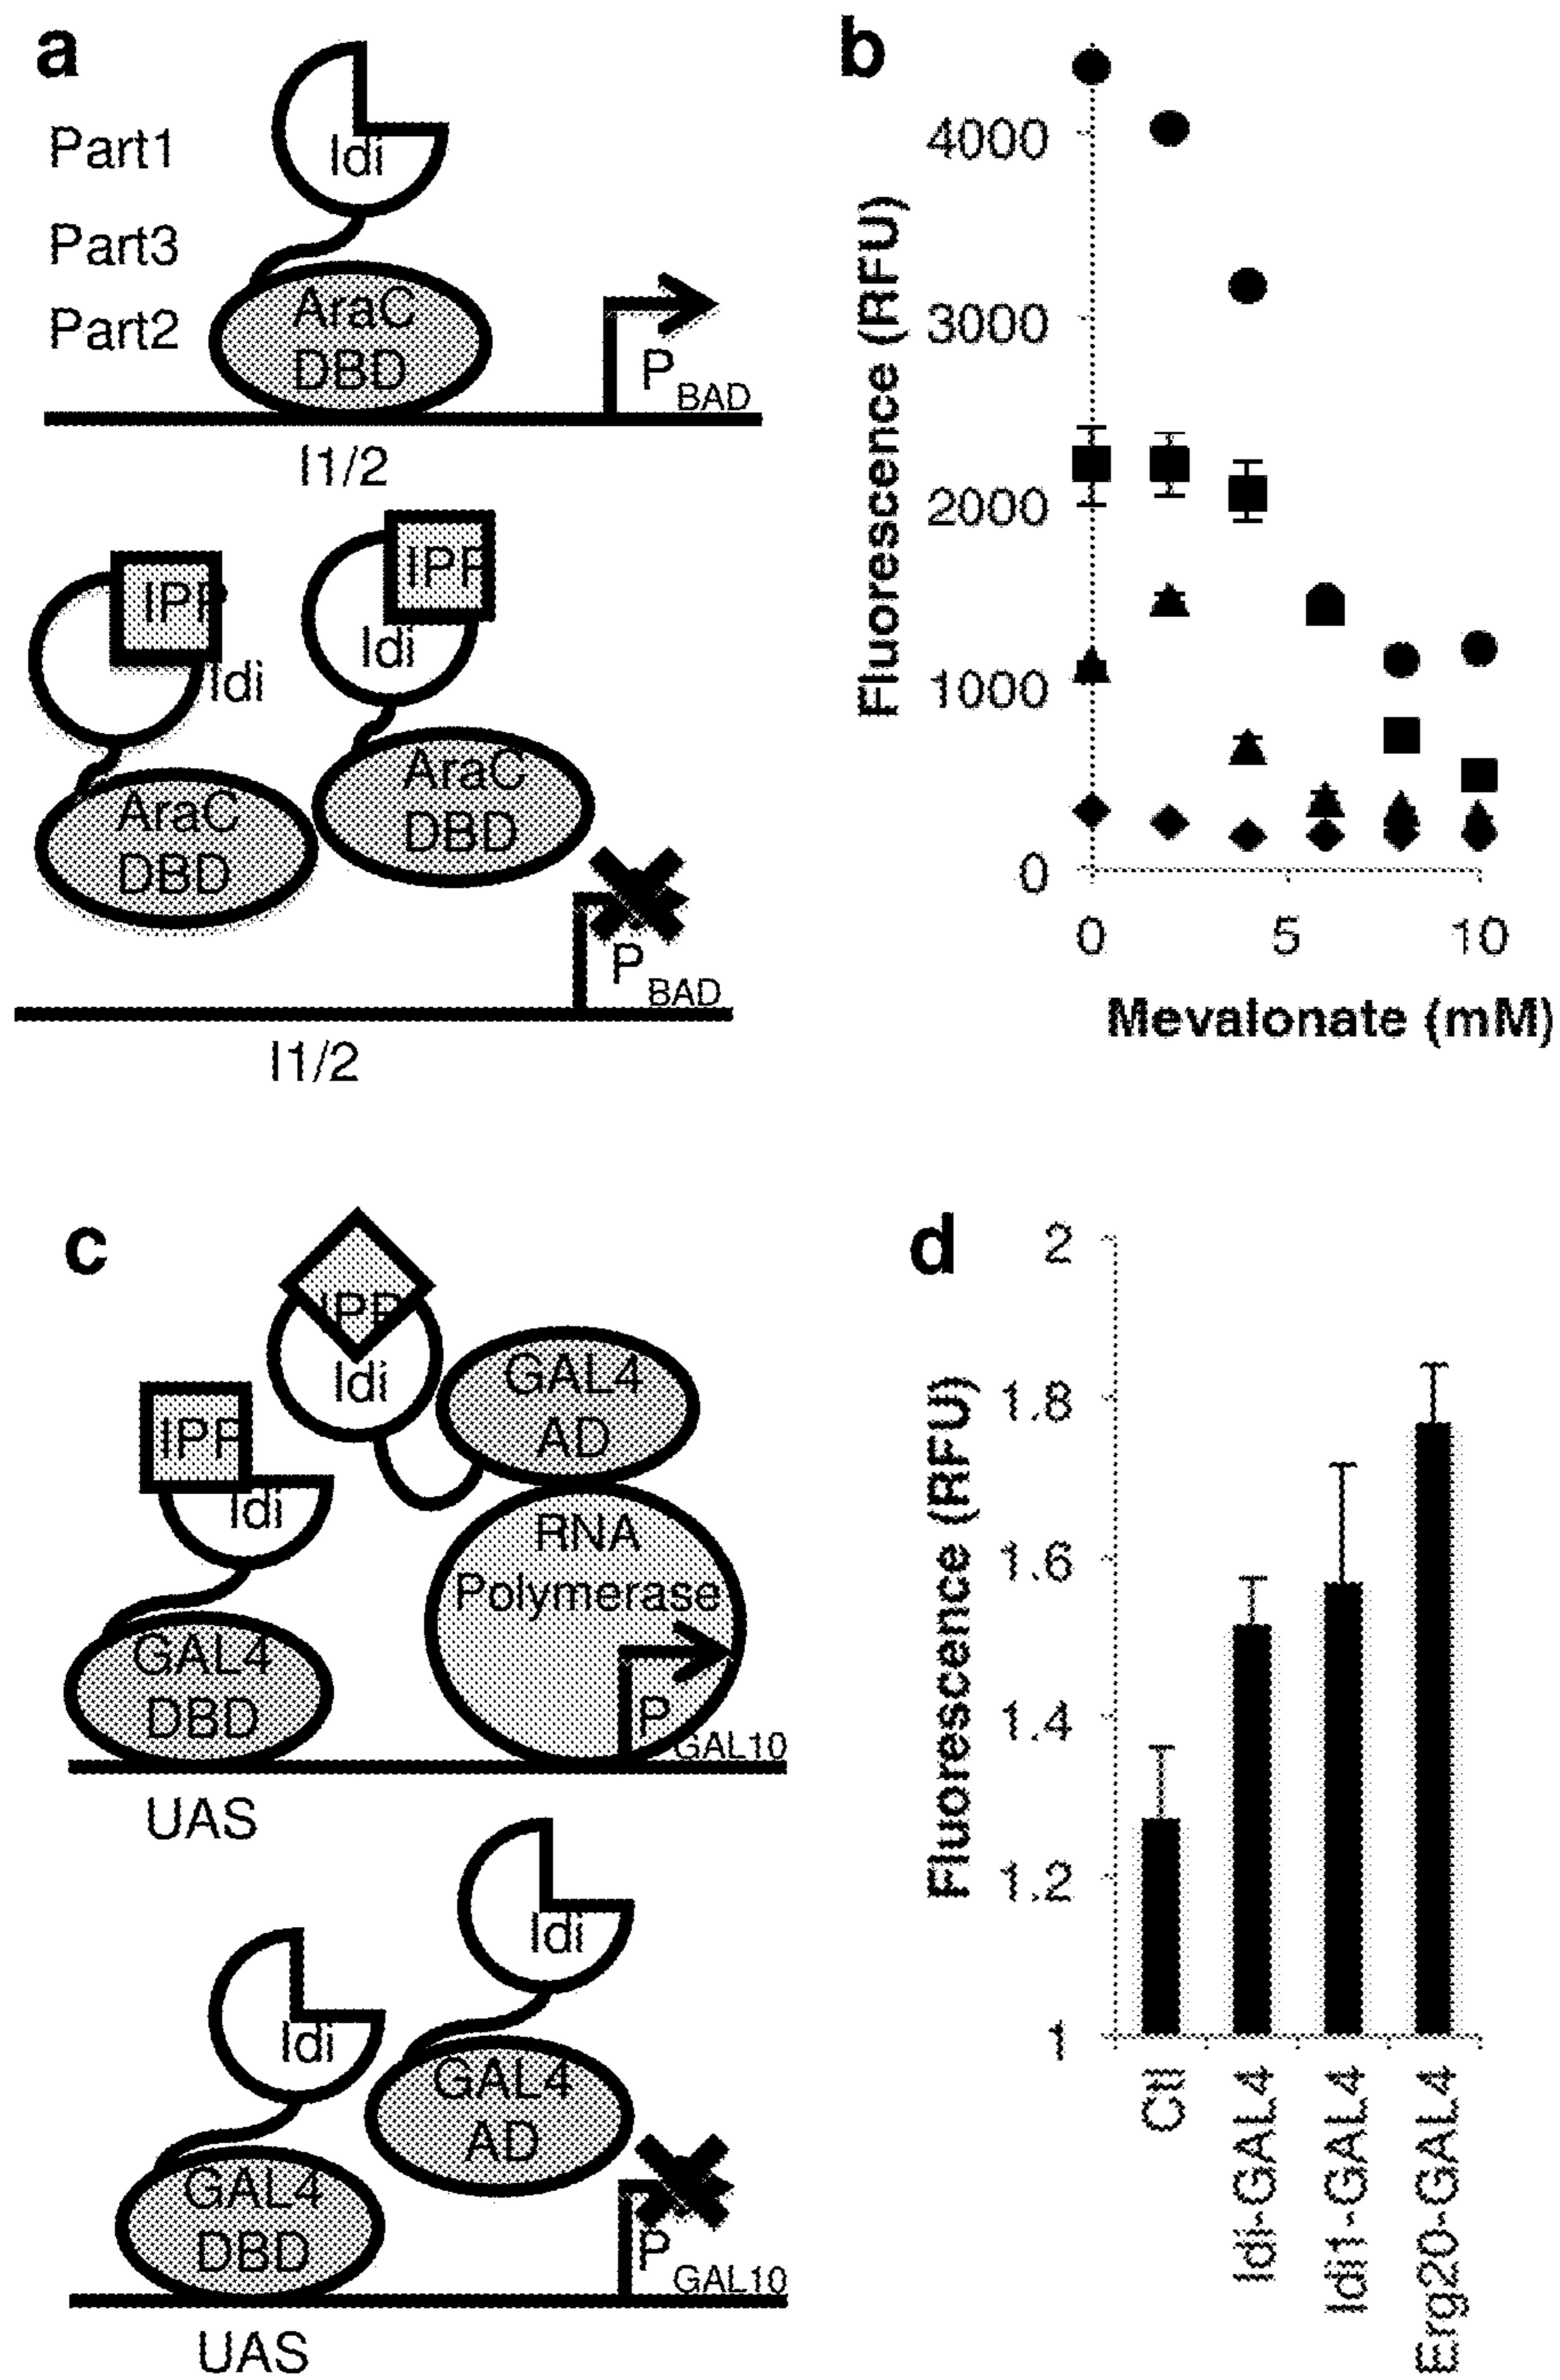 a
Part1
Idi
Part3
Part2
AraC
DBD
P BAD
I1/2
IPP
Idi
AraC
DBD
IPP
Idi
AraC
DBD
P BAD
I1/2
b
Fluorescence (RFU)
4000
3000
2000
1000
0
0 5 10
Mevalonate (mM)
c
IPP
Idi
GAL4
AD
IPP
Idi
RNA
Polymerase
GAL4
DBD
P GAL10
UAS
Idi
Idi
GAL4
AD
GAL4
DBD
P GAL10
UAS
d
Fluorescence (RFU)
2
1.8
1.6
1.4
1.2
1
Ctl
Idi-GAL4
Idi1-GAL4
Erg20-GAL4